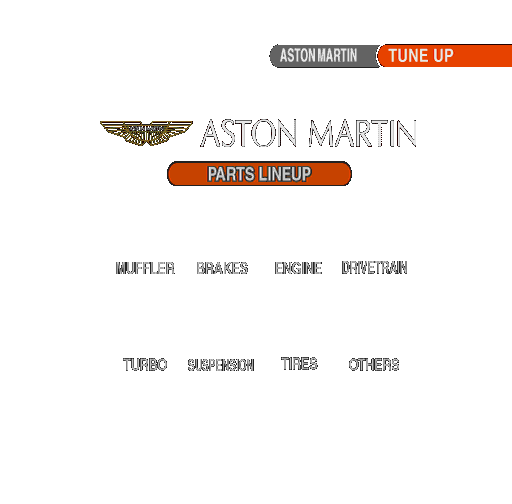 ASTON MARTIN TUNE UP
ASTON MARTIN
PARTS LINEUP
MUFFLER BRAKES ENGINE DRIVETRAIN
TURBO SUSPENSION TIRES OTHERS